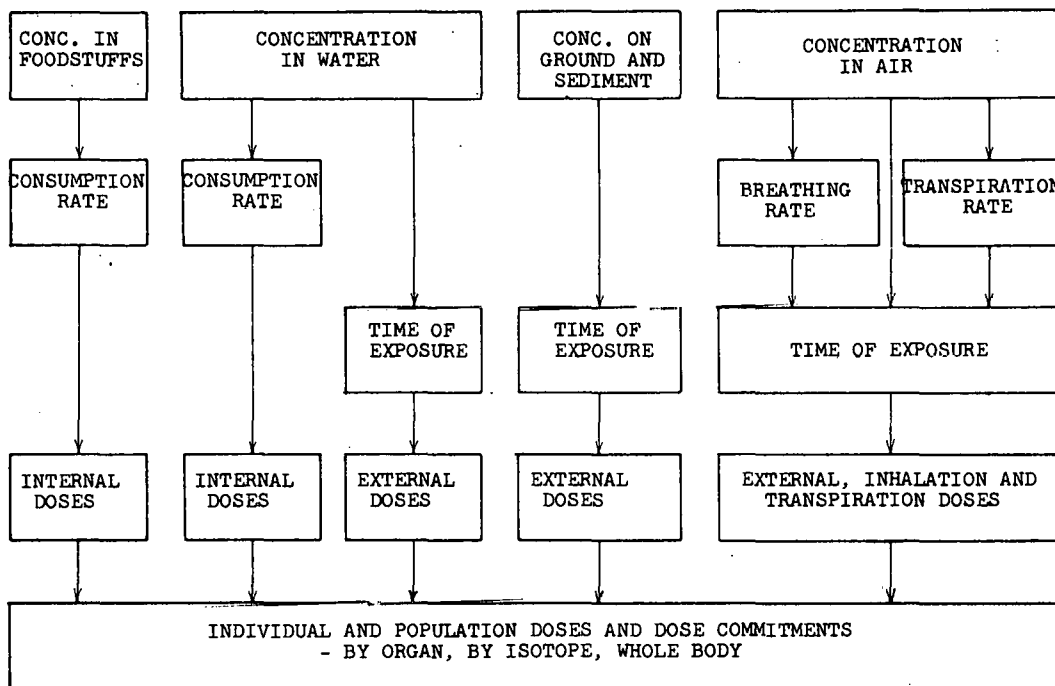 CONC. IN
FOODSTUFFS
CONCENTRATION
IN WATER
CONC. ON
GROUND AND
SEDIMENT
CONCENTRATION
IN AIR
CONSUMPTION
RATE
CONSUMPTION
RATE
BREATHING
RATE
TRANSPIRATION
RATE
TIME OF
EXPOSURE
TIME OF
EXPOSURE
TIME OF EXPOSURE
INTERNAL
DOSES
INTERNAL
DOSES
EXTERNAL
DOSES
EXTERNAL
DOSES
EXTERNAL, INHALATION AND
TRANSPIRATION DOSES
INDIVIDUAL AND POPULATION DOSES AND DOSE COMMITMENTS
- BY ORGAN, BY ISOTOPE, WHOLE BODY